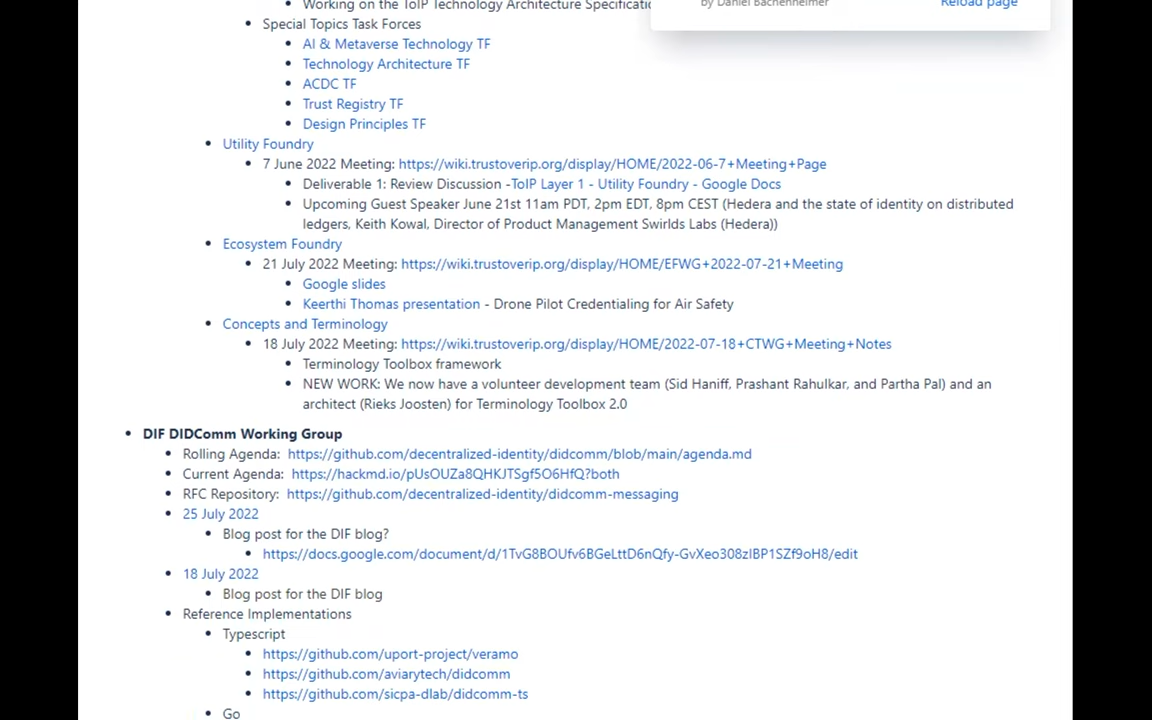 Working on the ToIP Technology Architecture Specificatio
by Daniel Bachenheimer
Reload page
Special Topics Task Forces
AI & Metaverse Technology TF
Technology Architecture TF
ACDC TF
Trust Registry TF
Design Principles TF
Utility Foundry
7 June 2022 Meeting: https://wiki.trustoverip.org/display/HOME/2022-06-7+Meeting+Page
Deliverable 1: Review Discussion -ToIP Layer 1 - Utility Foundry - Google Docs
Upcoming Guest Speaker June 21st 11am PDT, 2pm EDT, 8pm CEST (Hedera and the state of identity on distributed
ledgers, Keith Kowal, Director of Product Management Swirlds Labs (Hedera))
Ecosystem Foundry
21 July 2022 Meeting: https://wiki.trustoverip.org/display/HOME/EFWG+2022-07-21+Meeting
Google slides
Keerthi Thomas presentation - Drone Pilot Credentialing for Air Safety
Concepts and Terminology
18 July 2022 Meeting: https://wiki.trustoverip.org/display/HOME/2022-07-18+CTWG+Meeting+Notes
Terminology Toolbox framework
NEW WORK: We now have a volunteer development team (Sid Haniff, Prashant Rahulkar, and Partha Pal) and an
architect (Rieks Joosten) for Terminology Toolbox 2.0
DIF DIDComm Working Group
Rolling Agenda: https://github.com/decentralized-identity/didcomm/blob/main/agenda.md
Current Agenda: https://hackmd.io/pUsOUZa8QHKJTSgf5O6HfQ?both
RFC Repository: https://github.com/decentralized-identity/didcomm-messaging
25 July 2022
Blog post for the DIF blog?
https://docs.google.com/document/d/1TvG8BOUfv6BGeLttD6nQfy-GvXeo308zIBP1SZf9oH8/edit
18 July 2022
Blog post for the DIF blog
Reference Implementations
Typescript
https://github.com/uport-project/veramo
https://github.com/aviarytech/didcomm
https://github.com/sicpa-dlab/didcomm-ts
Go